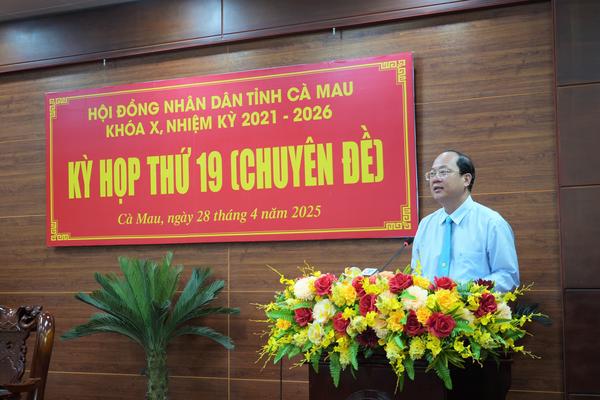 HỘI ĐỒNG NHÂN DÂN TỈNH CÀ MAU
KHÓA X, NHIỆM KỲ 2021 - 2026
KỲ HỌP THỨ 19 (CHUYÊN ĐỀ)
Cà Mau, ngày 28 tháng 4 năm 2025